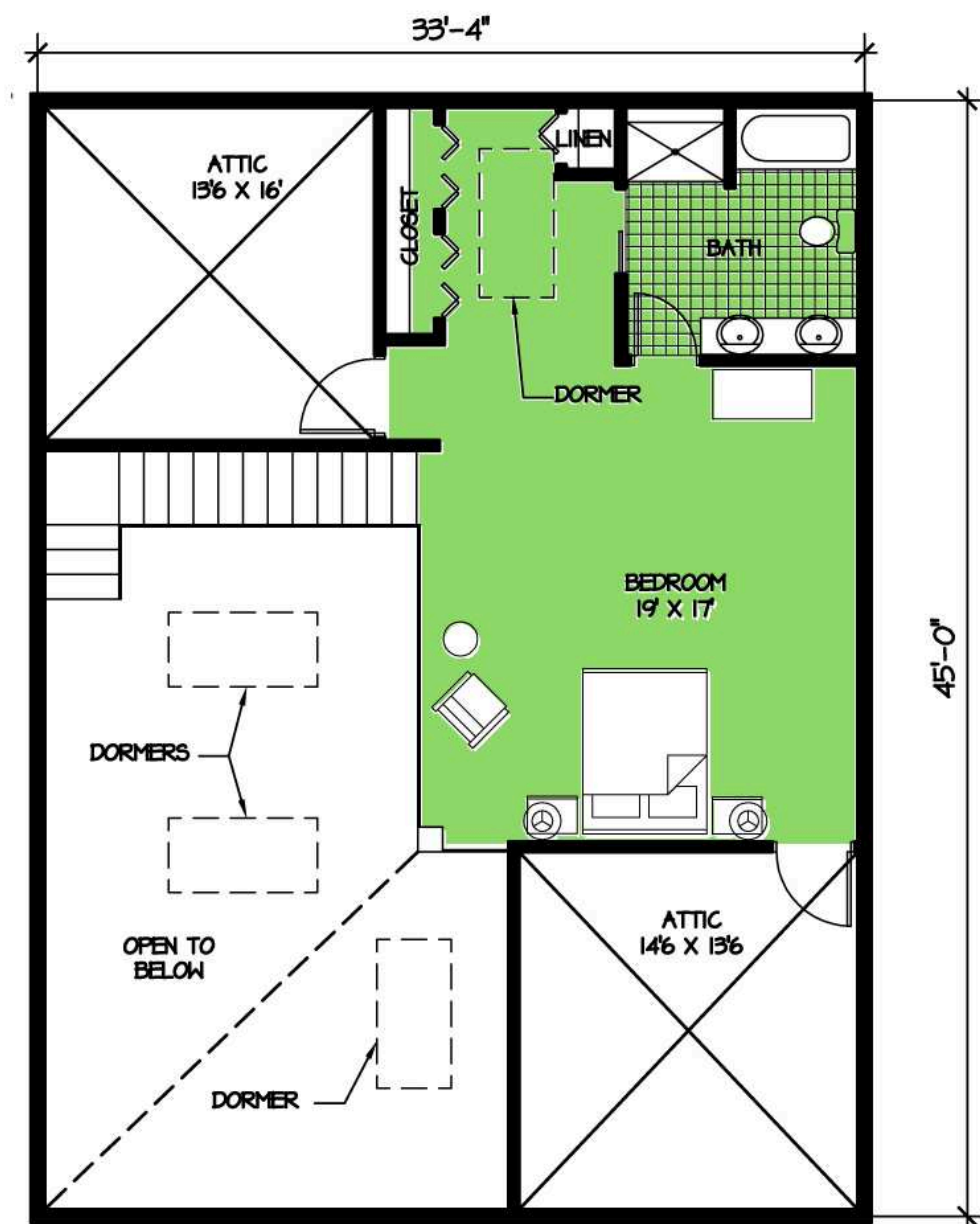 33'-4"
ATTIC
13'6 X 16'
CLOSET
LINEN
BATH
DORMER
BEDROOM
19' X 17'
45'-0"
DORMERS
OPEN TO
BELOW
ATTIC
14'6 X 13'6
DORMER